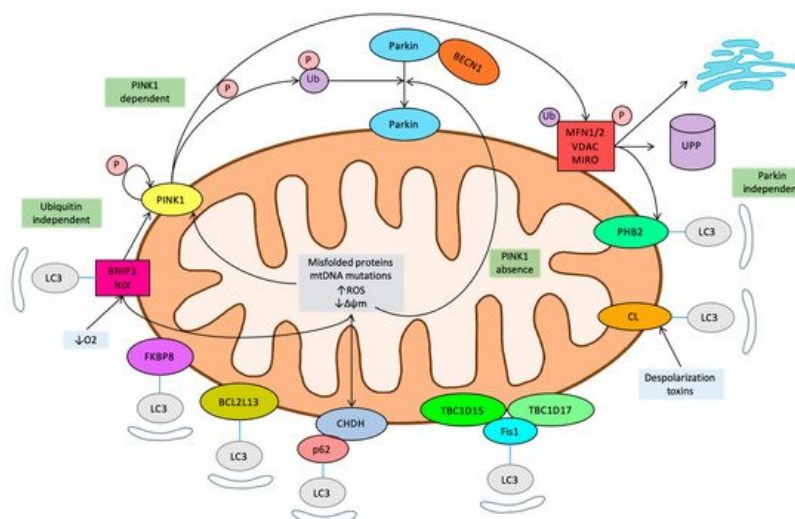 Parkin
BECN1
P
Ub
PINK1
dependent
P
Parkin
Ub
P
MFN1/2
VDAC
MIRO
UPP
P
PINK1
Ubiquitin
independent
Parkin
independent
PHB2
LC3
Misfolded proteins
mtDNA mutations
↑ROS
↓Δψm
PINK1
absence
LC3
BNIP3
NIX
CL
LC3
↓O2
FKBP8
Despolarization
toxins
LC3
BCL2L13
CHDH
TBC1D15
TBC1D17
Fis1
p62
LC3
LC3
LC3